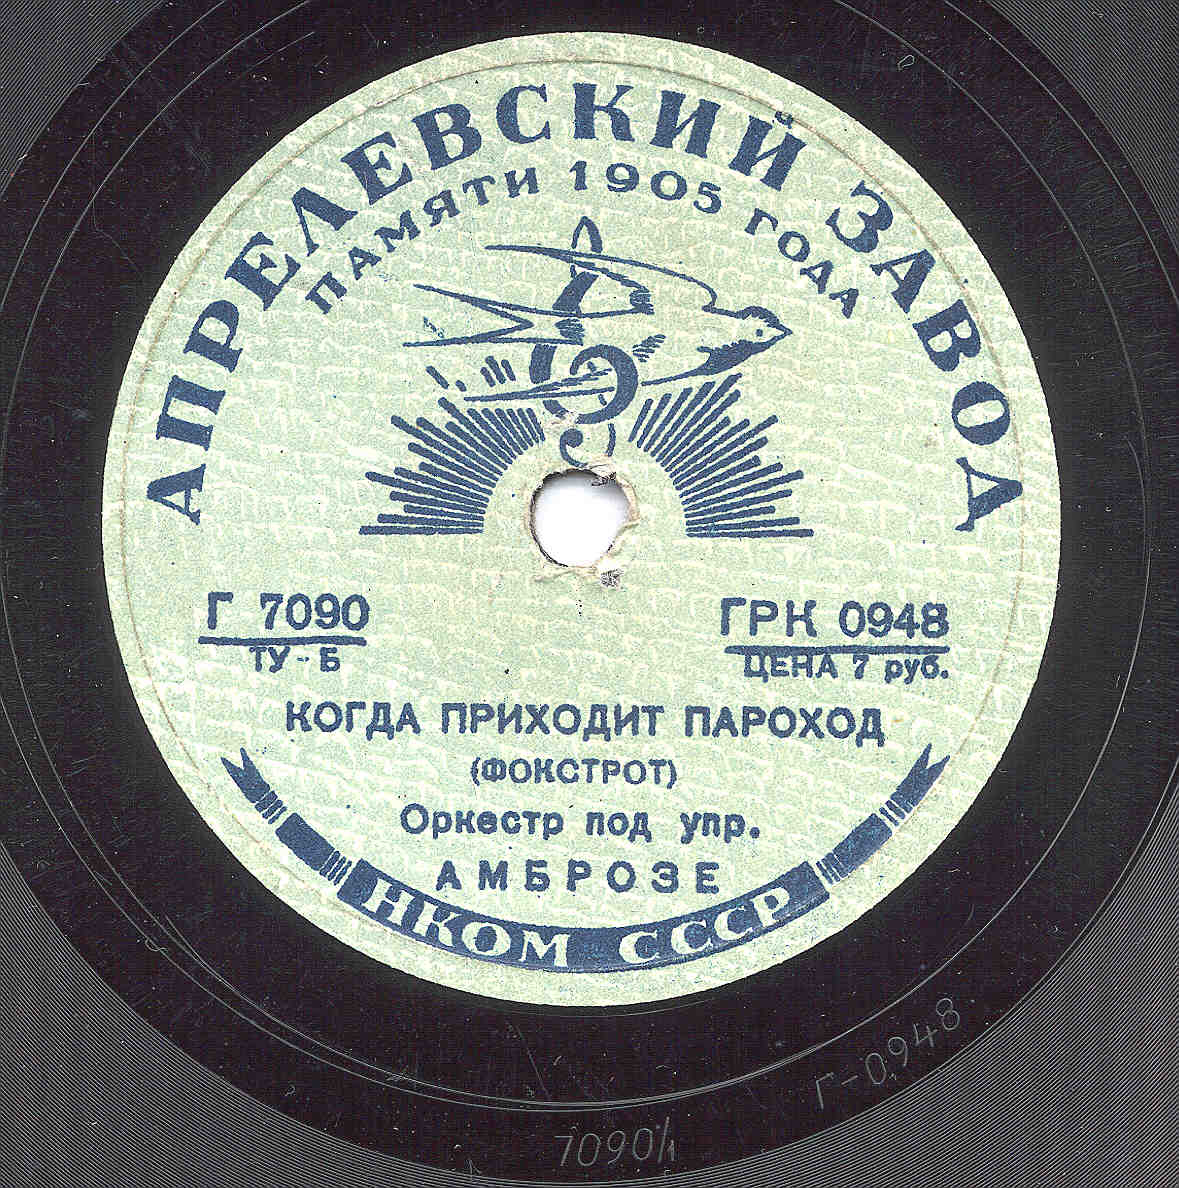 АПРЕЛЕВСКИЙ ЗАВОД
ПАМЯТИ 1905 ГОДА
Г 7090
ТУ-Б
ГРК 0948
ЦЕНА 7 руб.
КОГДА ПРИХОДИТ ПАРОХОД
(ФОКСТРОТ)
Оркестр под упр.
АМБРОЗЕ
НКОМ СССР
Г-0948
7090/1